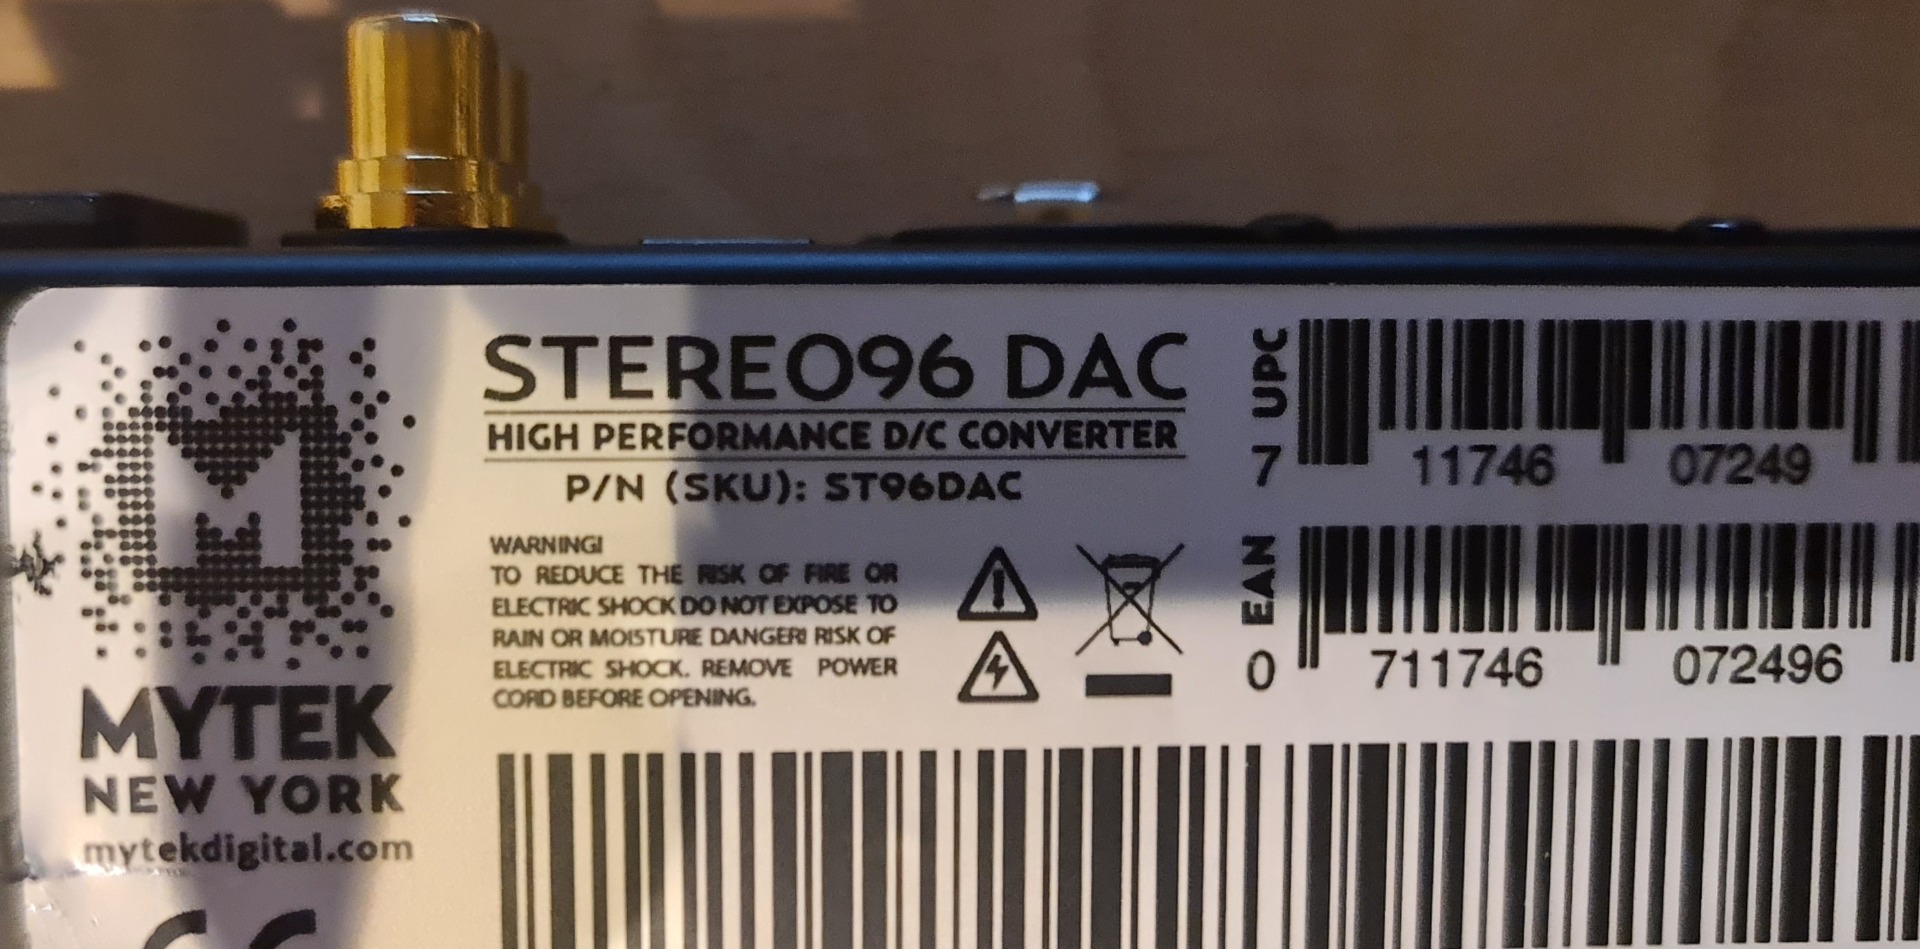 STEREO96 DAC
HIGH PERFORMANCE D/C CONVERTER
P/N (SKU): ST96DAC
WARNING!
TO REDUCE THE RISK OF FIRE OR
ELECTRIC SHOCK DO NOT EXPOSE TO
RAIN OR MOISTURE DANGER! RISK OF
ELECTRIC SHOCK. REMOVE POWER
CORD BEFORE OPENING.
M
MYTEK
NEW YORK
mytekdigital.com
CE
UPC
7 11746 07249
EAN
0 711746 072496